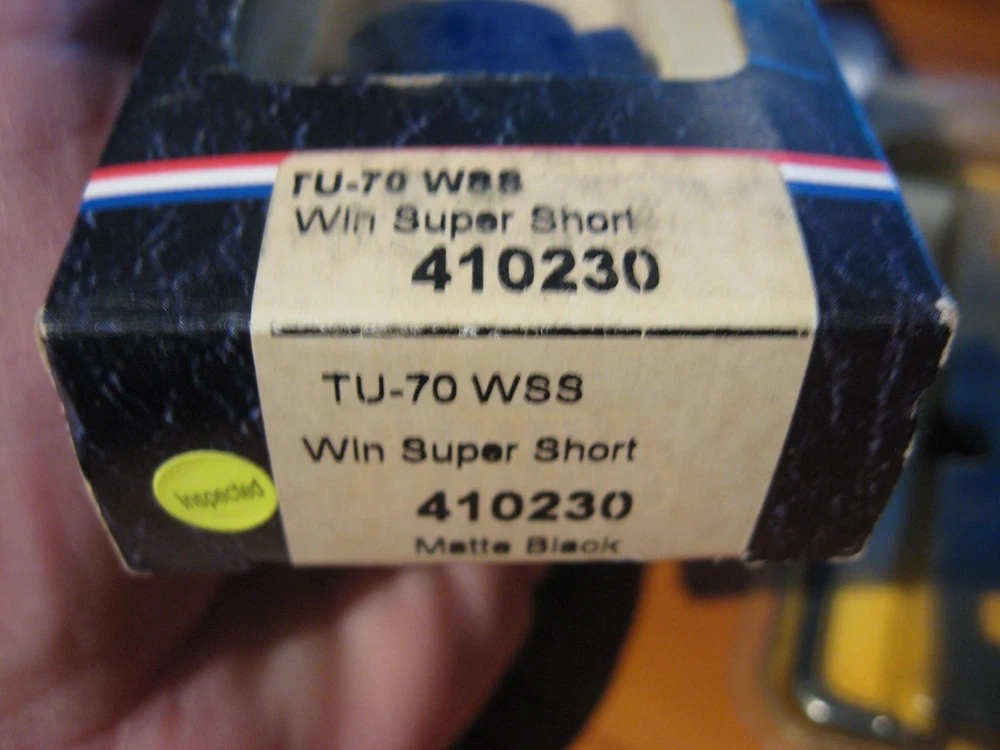 TU-70 WSS
Win Super Short
410230
TU-70 WSS
Win Super Short
410230
Matte Black
Inspected